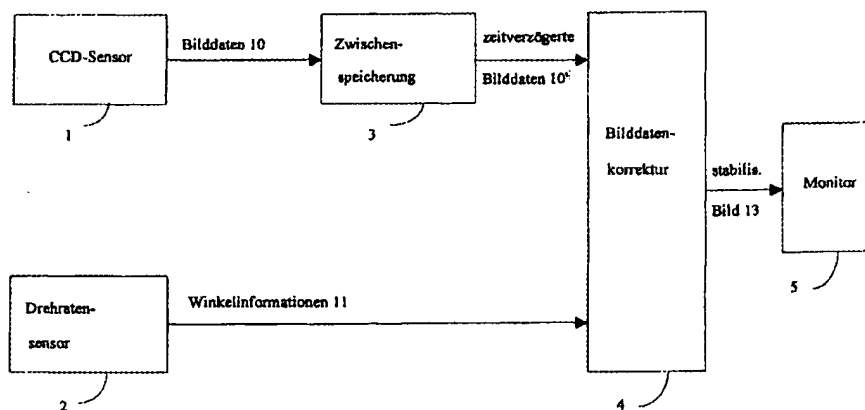 CCD-Sensor
1
Bilddaten 10
Zwischen-
speicherung
3
zeitverzögerte
Bilddaten 10'
Bilddaten-
korrektur
4
stabilis.
Bild 13
Monitor
5
Drehraten-
sensor
2
Winkelinformationen 11